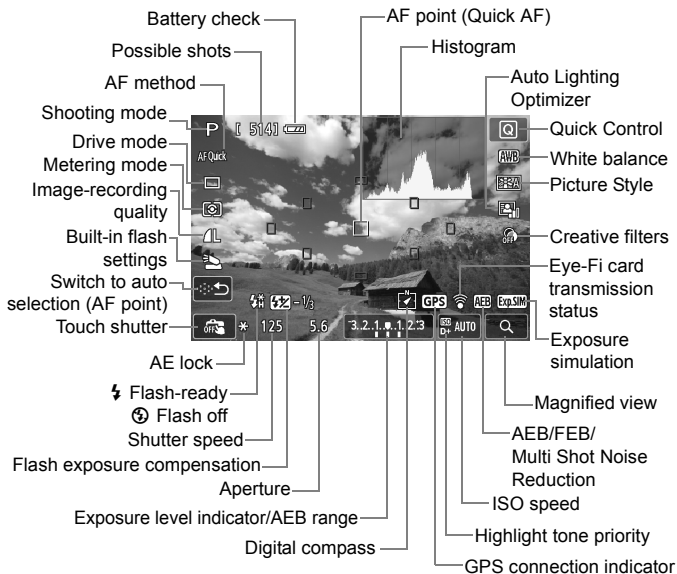 Battery check
AF point (Quick AF)
Possible shots
Histogram
AF method
Auto Lighting
Optimizer
Shooting mode
Quick Control
Drive mode
White balance
Metering mode
Picture Style
Image-recording
quality
Creative filters
Built-in flash
settings
Eye-Fi card
transmission
status
Switch to auto
selection (AF point)
Touch shutter
Exposure
simulation
AE lock
Flash-ready
Flash off
Magnified view
Shutter speed
AEB/FEB/
Multi Shot Noise
Reduction
Flash exposure compensation
Aperture
ISO speed
Exposure level indicator/AEB range
Highlight tone priority
Digital compass
GPS connection indicator
P
[ 514]
Q
AF Quick
AWB
A
L
OFF
H
-1/3
N
GPS
AEB
Exp.SIM
OFF
* 125 5.6
-3..2..1..▼..1..2..:3
ISO
D+ AUTO